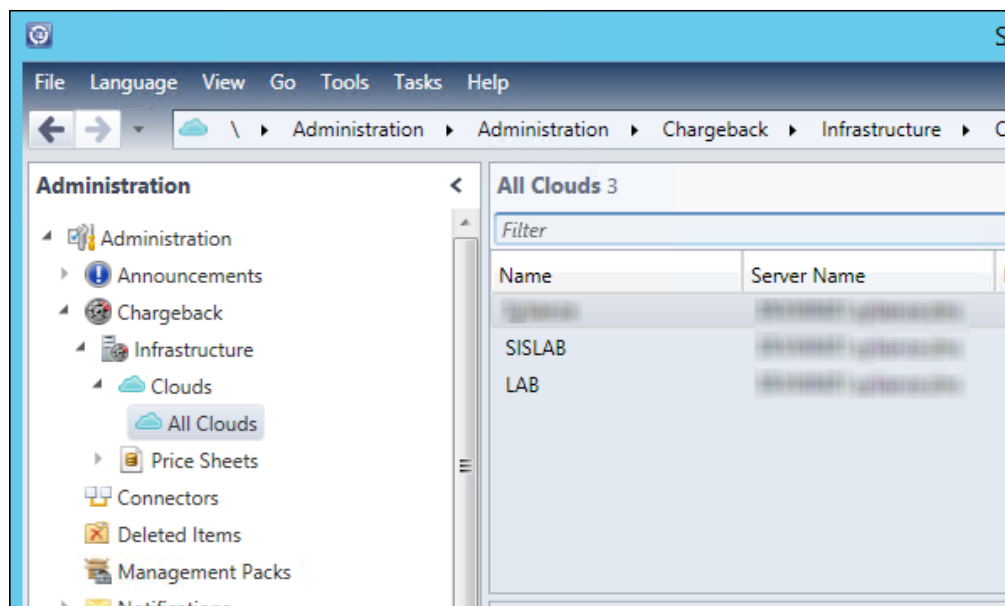 S
File Language View Go Tools Tasks Help
\ Administration Administration Chargeback Infrastructure C
Administration
All Clouds 3
Filter
Administration
Name Server Name
Announcements
Chargeback
Infrastructure
SISLAB
Clouds
LAB
All Clouds
Price Sheets
Connectors
Deleted Items
Management Packs
Notifications